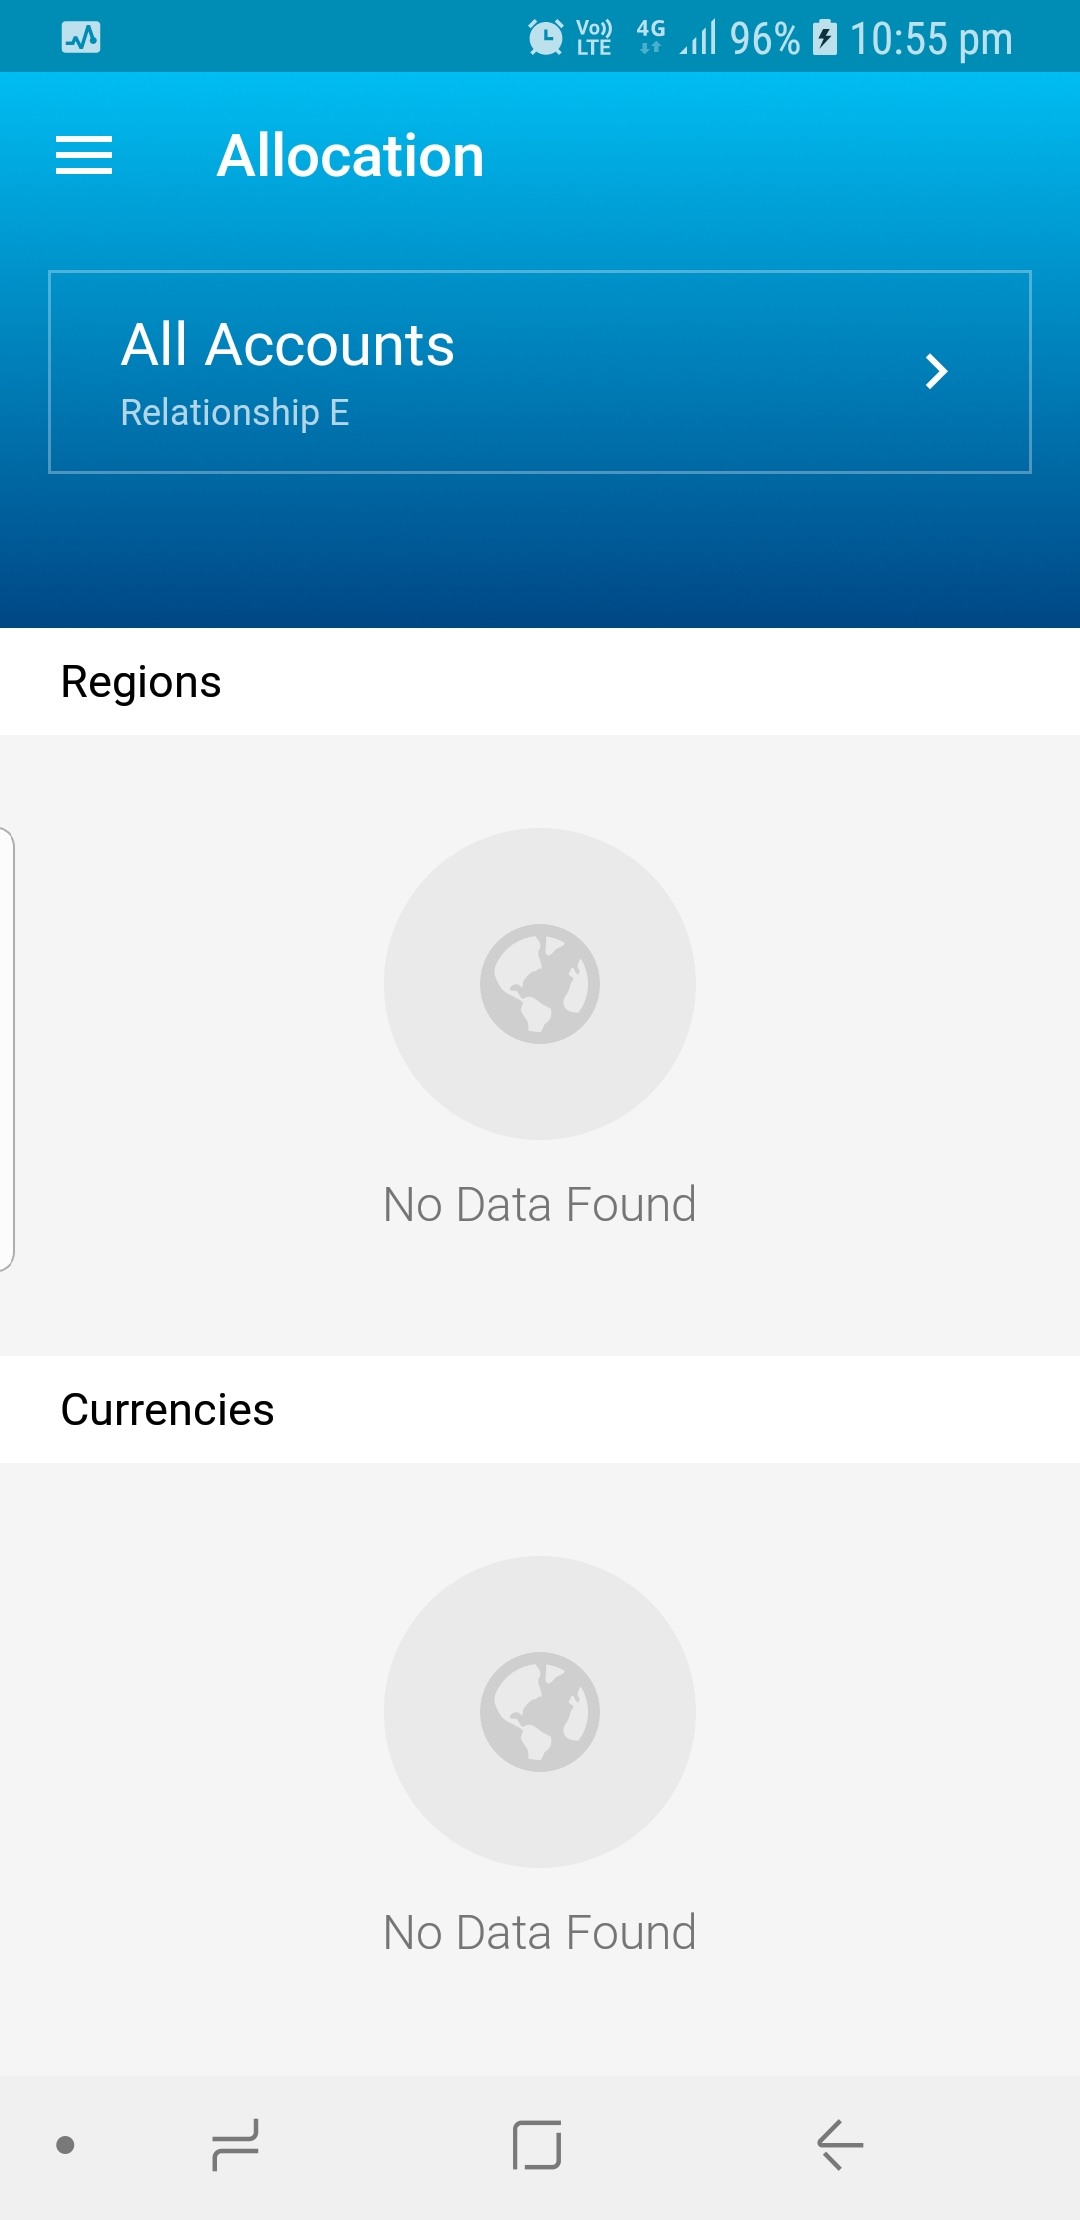 Vo)) LTE 4G 96% 10:55 pm
Allocation
All Accounts
Relationship E
Regions
No Data Found
Currencies
No Data Found